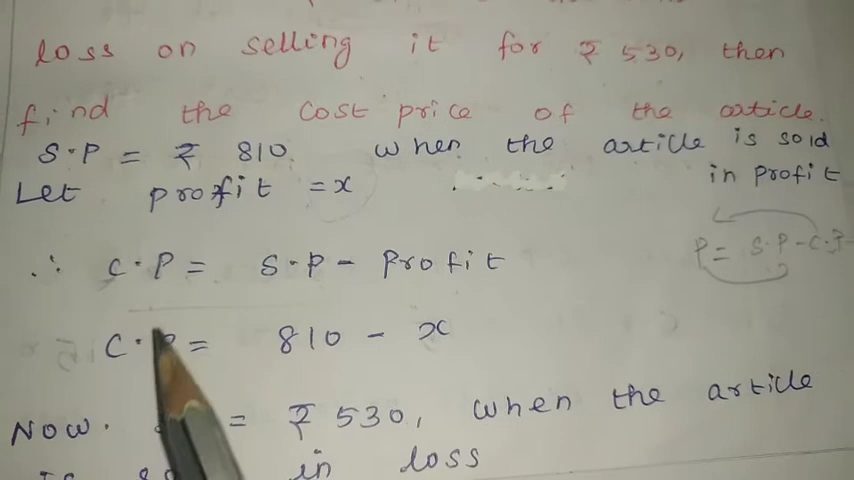 loss on selling it for ₹ 530, then
find the cost price of the article.
S.P = ₹ 810. when the article is sold
in profit
Let profit = x
P = S.P - C.P
∴ C.P = S.P - Profit
C.P = 810 - x
Now. = ₹ 530, when the article
in loss